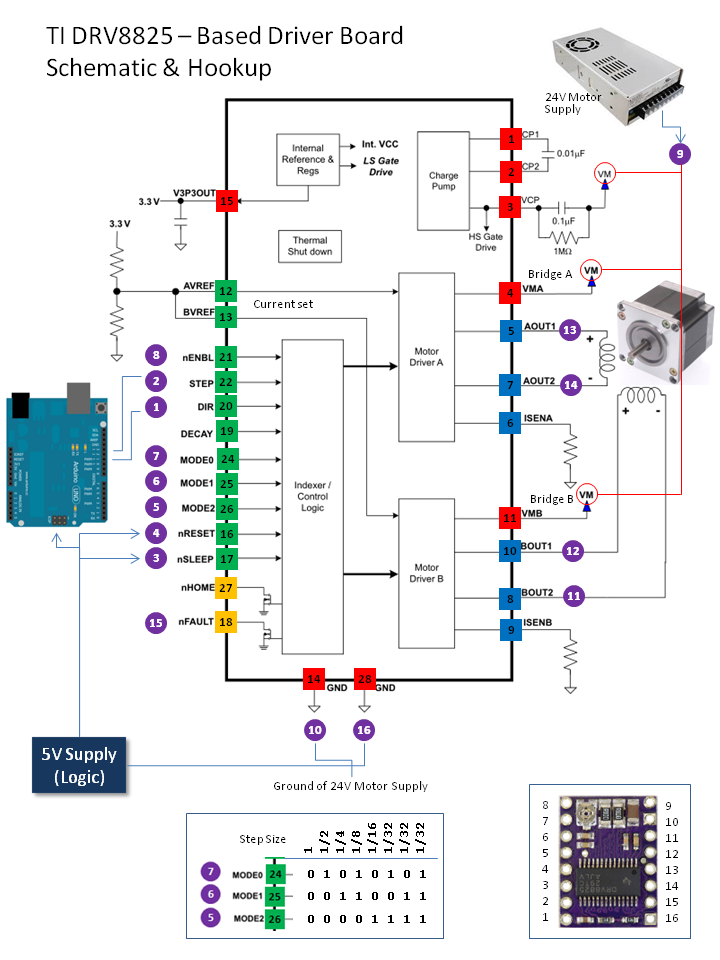 TI DRV8825 – Based Driver Board
Schematic & Hookup
24V Motor
Supply
9
Internal
Reference &
Regs
Int. VCC
LS Gate
Drive
Charge
Pump
1
CP1
0.01µF
2
CP2
3
VCP
VM
0.1µF
1MΩ
HS Gate
Drive
V3P3OUT
3.3 V
15
3.3 V
Thermal
Shut down
AVREF
12
BVREF
13
Current set
Bridge A
VM
4
VMA
5
AOUT1
13
+
-
7
AOUT2
14
6
ISENA
Motor
Driver A
8
nENBL
21
2
STEP
22
1
DIR
20
DECAY
19
7
MODE0
24
6
MODE1
25
5
MODE2
26
4
nRESET
16
3
nSLEEP
17
nHOME
27
15
nFAULT
18
Indexer /
Control
Logic
+
-
Bridge B
VM
11
VMB
10
BOUT1
12
8
BOUT2
11
9
ISENB
Motor
Driver B
Arduino
UNO
14
GND
28
GND
10
16
5V Supply
(Logic)
Ground of 24V Motor Supply
Step Size
1 1/2 1/4 1/8 1/16 1/32 1/32 1/32
7 MODE0 24 0 1 0 1 0 1 0 1
6 MODE1 25 0 0 1 1 0 0 1 1
5 MODE2 26 0 0 0 0 1 1 1 1
8 9
7 10
6 11
5 12
4 13
3 14
2 15
1 16
DRV8825